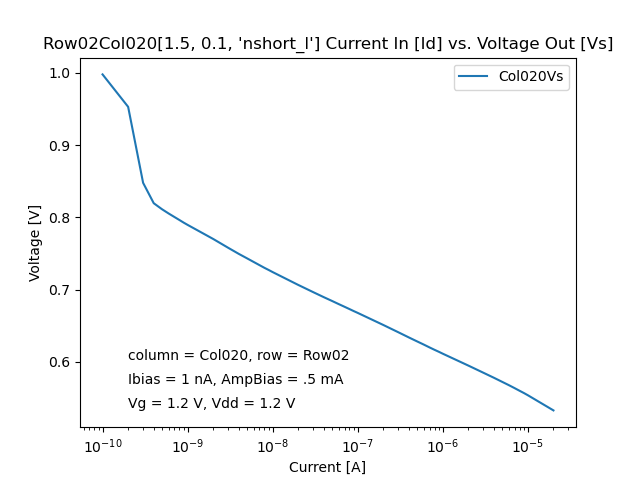 Row02Col020[1.5, 0.1, 'nshort_l'] Current In [Id] vs. Voltage Out [Vs]
Col020Vs
1.0
0.9
0.8
0.7
0.6
Voltage [V]
column = Col020, row = Row02
Ibias = 1 nA, AmpBias = .5 mA
Vg = 1.2 V, Vdd = 1.2 V
10⁻¹⁰ 10⁻⁹ 10⁻⁸ 10⁻⁷ 10⁻⁶ 10⁻⁵
Current [A]